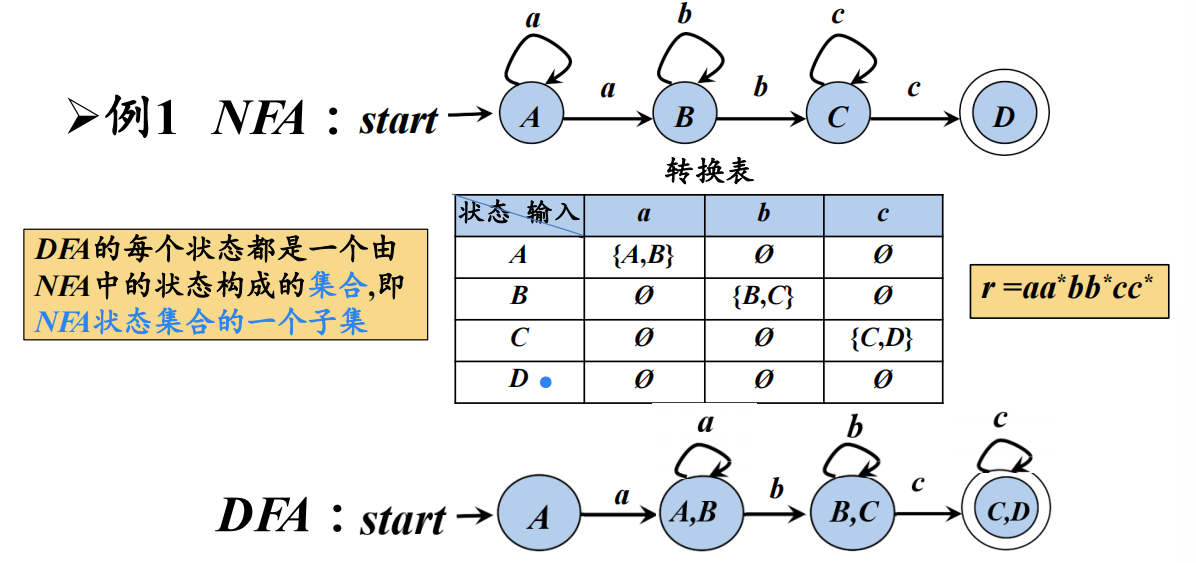 a b c
➢例1 NFA：start A a B b C c D
转换表
状态 输入 a b c
A {A,B} Ø Ø
B Ø {B,C} Ø
C Ø Ø {C,D}
D Ø Ø Ø
DFA的每个状态都是一个由
NFA中的状态构成的集合,即
NFA状态集合的一个子集
r =aa*bb*cc*
a b c
DFA：start A a A,B b B,C c C,D